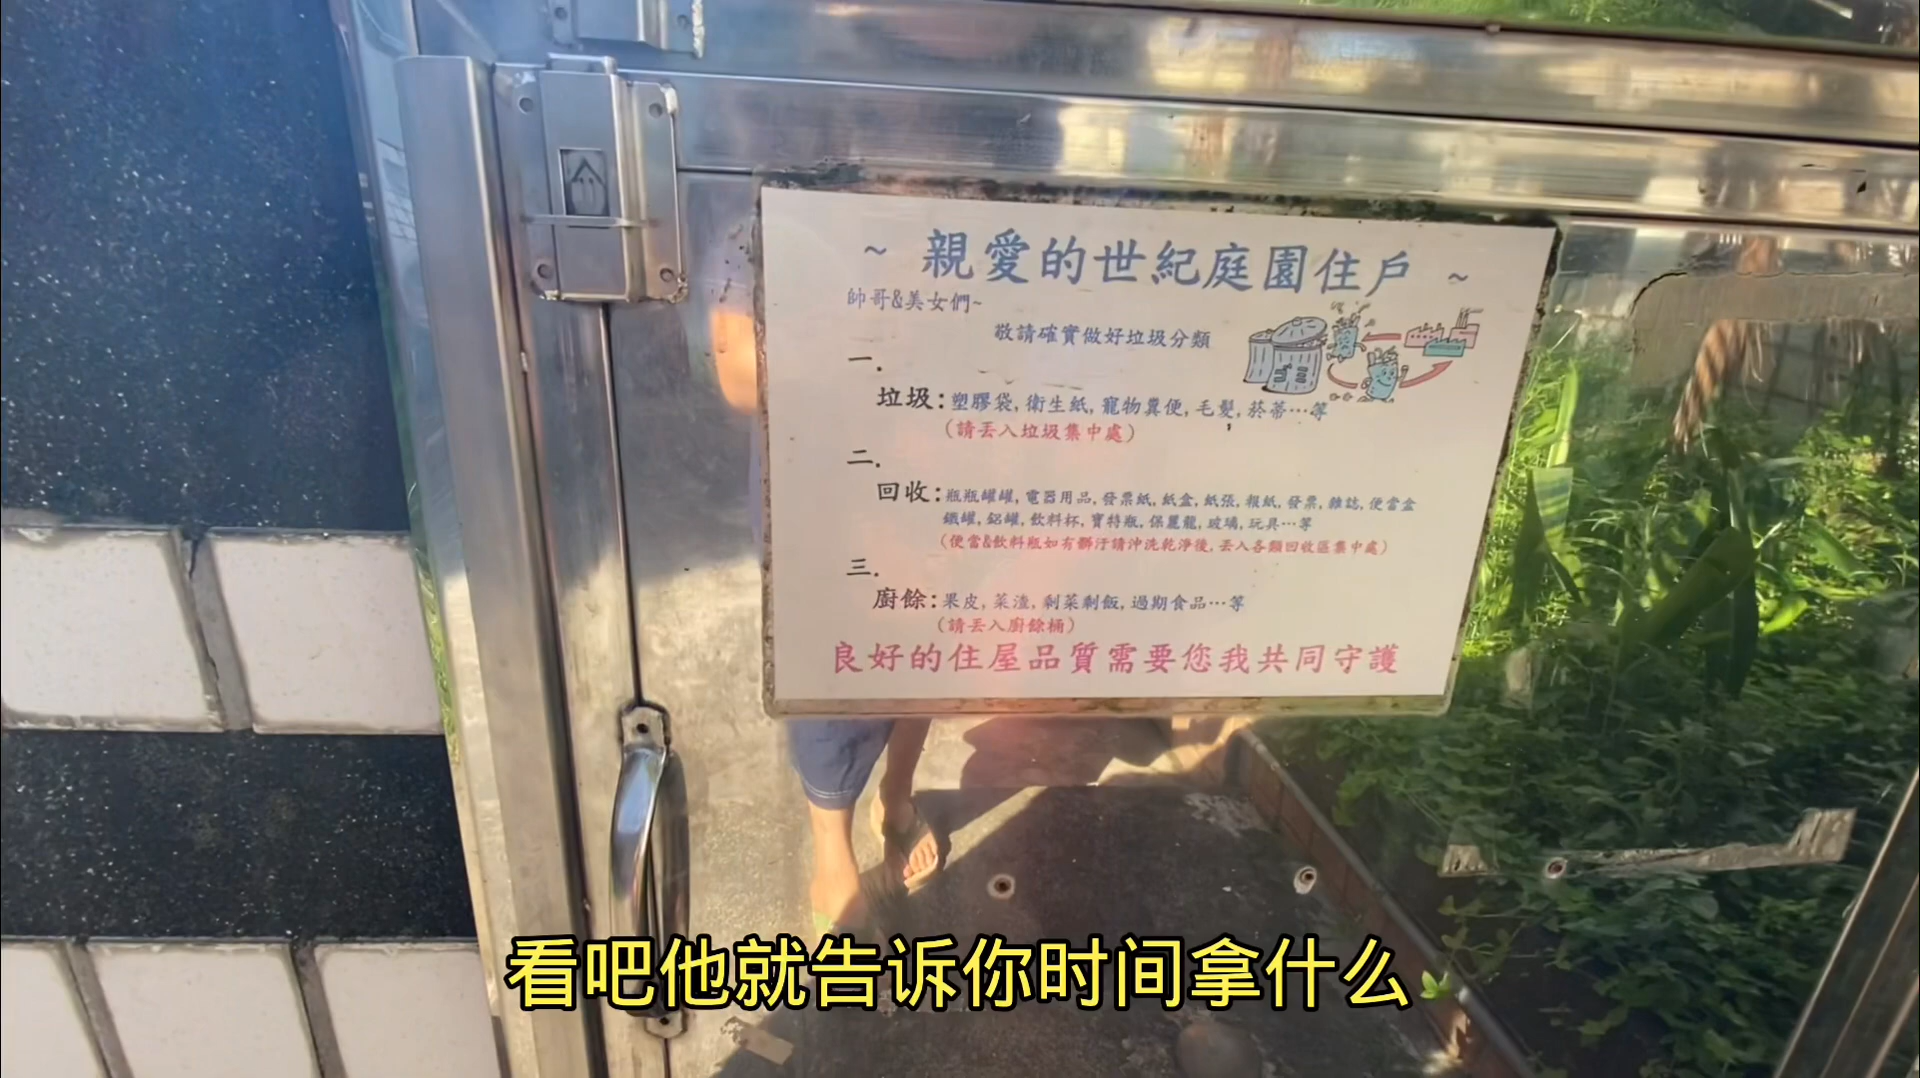 ~ 親愛的世紀庭園住戶 ~
帥哥&美女們~
敬請確實做好垃圾分類
一.
垃圾:塑膠袋,衛生紙,寵物糞便,毛髮,菸蒂…等
(請丟入垃圾集中處)
二.
回收:瓶瓶罐罐,電器用品,發票紙,紙盒,紙張,報紙,發票,雜誌,便當盒
鐵罐,鋁罐,飲料杯,寶特瓶,保麗龍,玻璃,玩具…等
(便當&飲料瓶如有髒汙請沖洗乾淨後,丟入各類回收區集中處)
三.
廚餘:果皮,菜渣,剩菜剩飯,過期食品…等
(請丟入廚餘桶)
良好的住屋品質需要您我共同守護
看吧他就告诉你时间拿什么